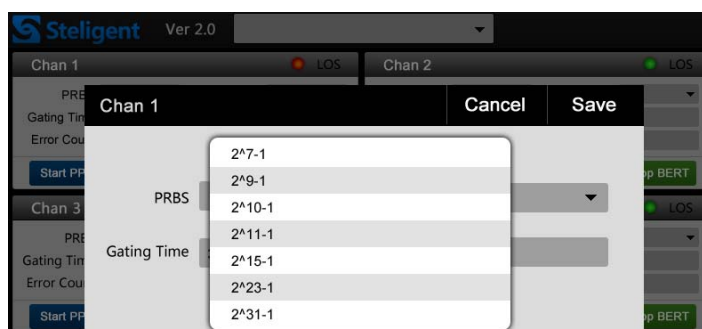 Steligent Ver 2.0
Chan 1 LOS Chan 2 LOS
Chan 1 Cancel Save
PRBS
Gating Time
2^7-1
2^9-1
2^10-1
2^11-1
2^15-1
2^23-1
2^31-1
Chan 3 LOS